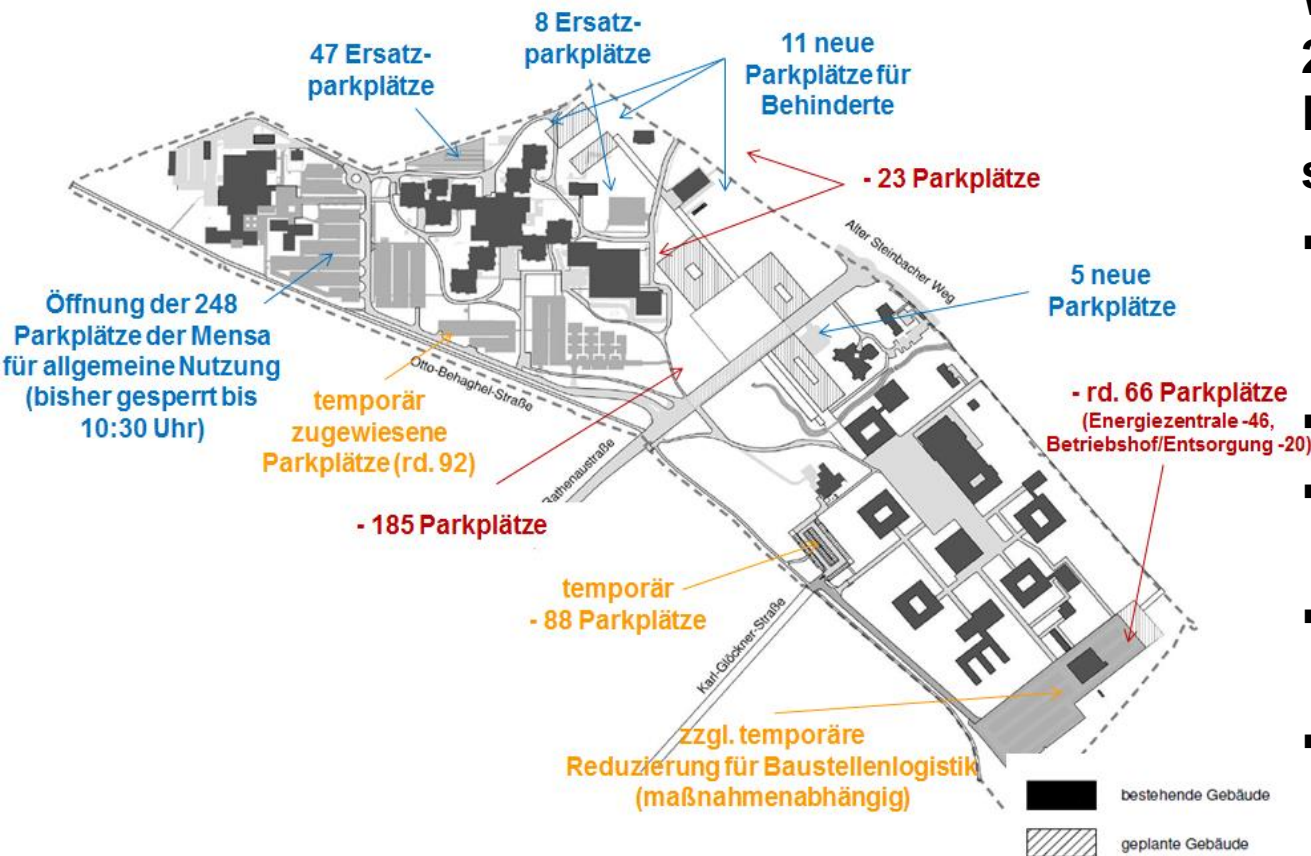 8 Ersatz-
parkplätze
47 Ersatz-
parkplätze
11 neue
Parkplätze für
Behinderte
- 23 Parkplätze
Alter Steinbacher Weg
5 neue
Parkplätze
Öffnung der 248
Parkplätze der Mensa
für allgemeine Nutzung
(bisher gesperrt bis
10:30 Uhr)
Otto-Behaghel-Straße
temporär
zugewiesene
Parkplätze (rd. 92)
- rd. 66 Parkplätze
(Energiezentrale -46,
Betriebshof/Entsorgung -20)
Rathenaustraße
- 185 Parkplätze
temporär
- 88 Parkplätze
Karl-Glöckner-Straße
zzgl. temporäre
Reduzierung für Baustellenlogistik
(maßnahmenabhängig)
bestehende Gebäude
geplante Gebäude